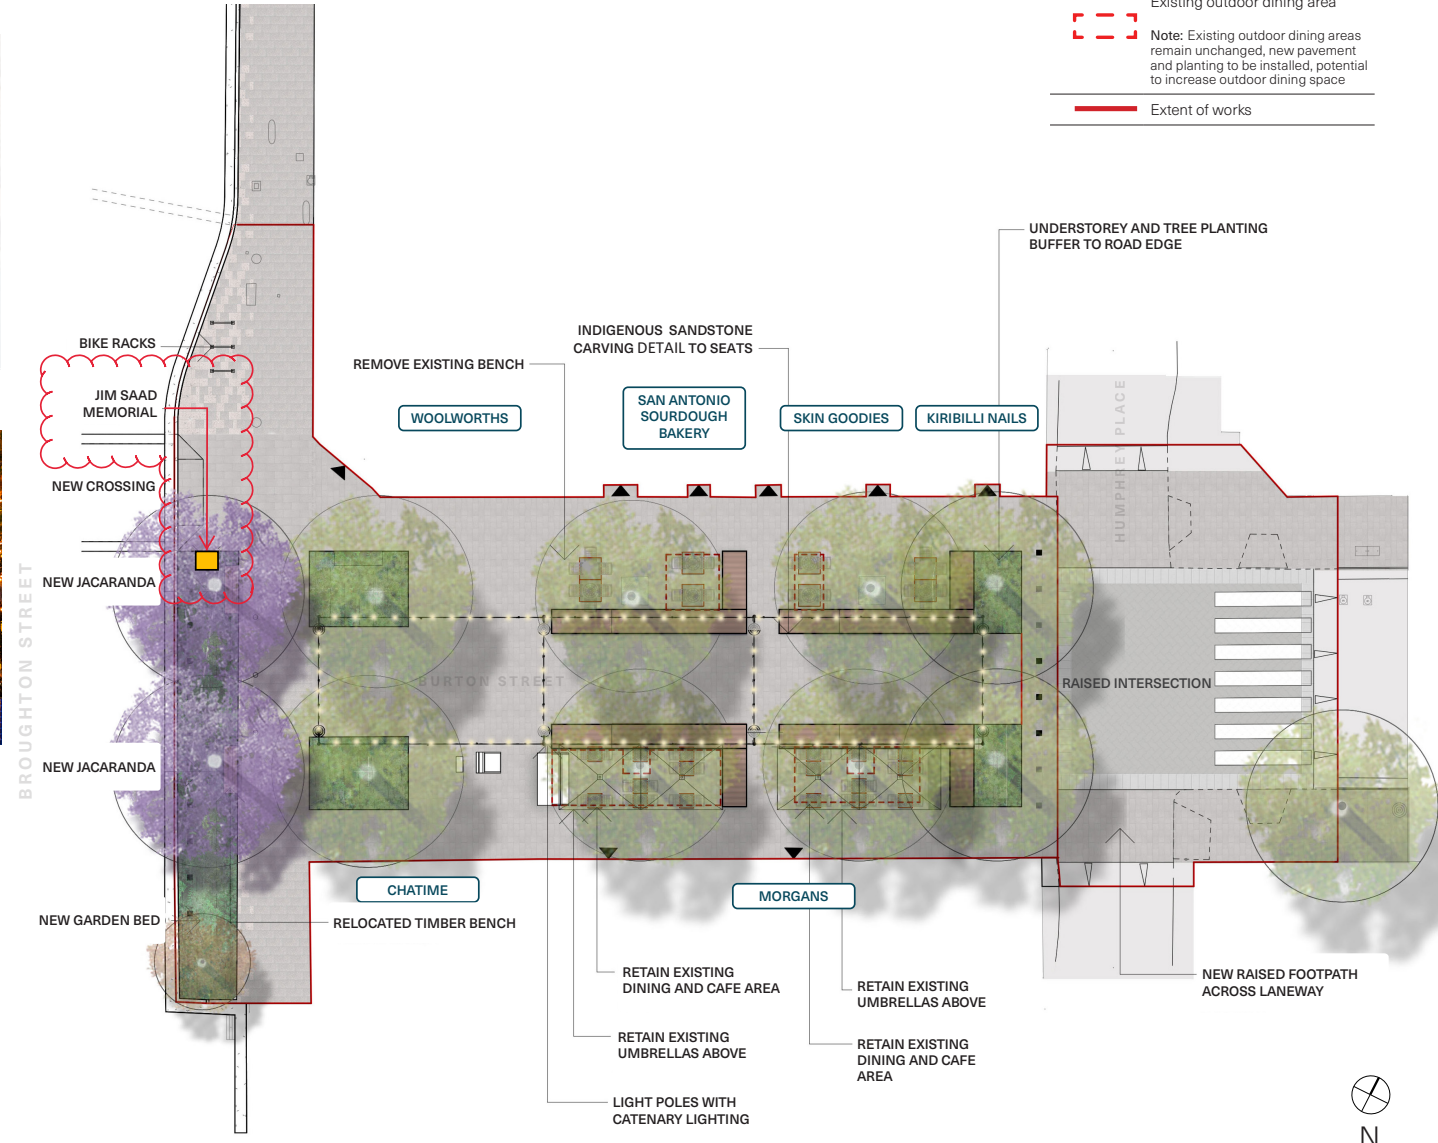 Existing outdoor dining area
Note: Existing outdoor dining areas
remain unchanged, new pavement
and planting to be installed, potential
to increase outdoor dining space
Extent of works
UNDERSTOREY AND TREE PLANTING
BUFFER TO ROAD EDGE
BIKE RACKS
INDIGENOUS SANDSTONE
CARVING DETAIL TO SEATS
REMOVE EXISTING BENCH
JIM SAAD
MEMORIAL
WOOLWORTHS
SAN ANTONIO
SOURDOUGH
BAKERY
SKIN GOODIES
KIRIBILLI NAILS
HUMPHREY PLACE
NEW CROSSING
NEW JACARANDA
BROUGHTON STREET
BURTON STREET
RAISED INTERSECTION
NEW JACARANDA
CHATIME
MORGANS
NEW GARDEN BED
RELOCATED TIMBER BENCH
RETAIN EXISTING
DINING AND CAFE AREA
RETAIN EXISTING
UMBRELLAS ABOVE
NEW RAISED FOOTPATH
ACROSS LANEWAY
RETAIN EXISTING
UMBRELLAS ABOVE
RETAIN EXISTING
DINING AND CAFE
AREA
LIGHT POLES WITH
CATENARY LIGHTING
N